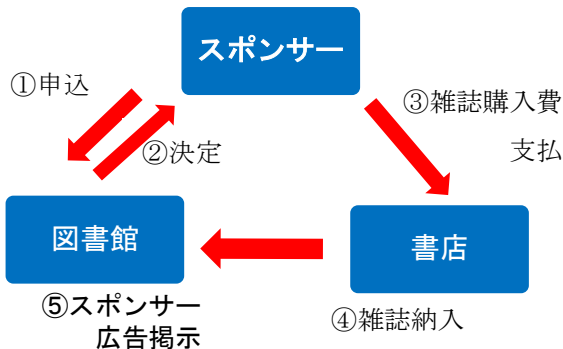 スポンサー
①申込
③雑誌購入費
支払
②決定
図書館
書店
⑤スポンサー
広告掲示
④雑誌納入